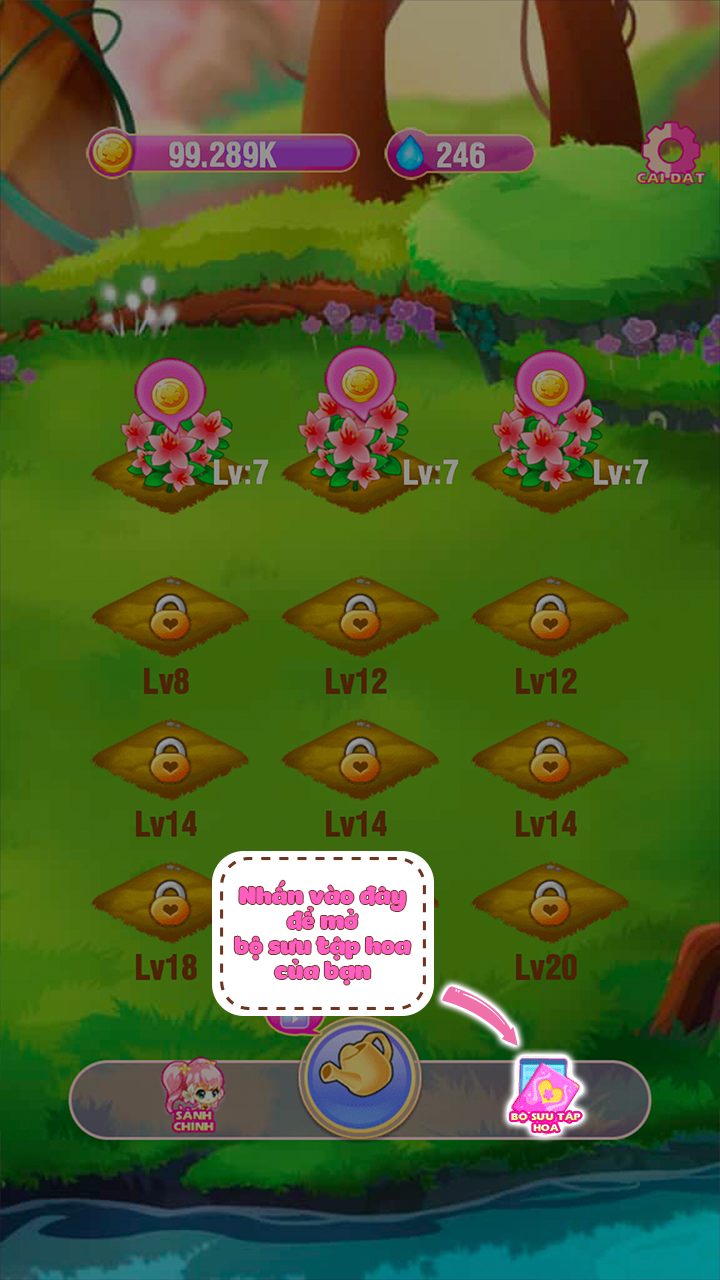 99.289K
246
CÀI ĐẶT
Lv:7
Lv:7
Lv:7
Lv8
Lv12
Lv12
Lv14
Lv14
Lv14
Nhấn vào đây
để mở
bộ sưu tập hoa
của bạn
Lv18
Lv20
SẢNH
CHÍNH
BỘ SƯU TẬP
HOA